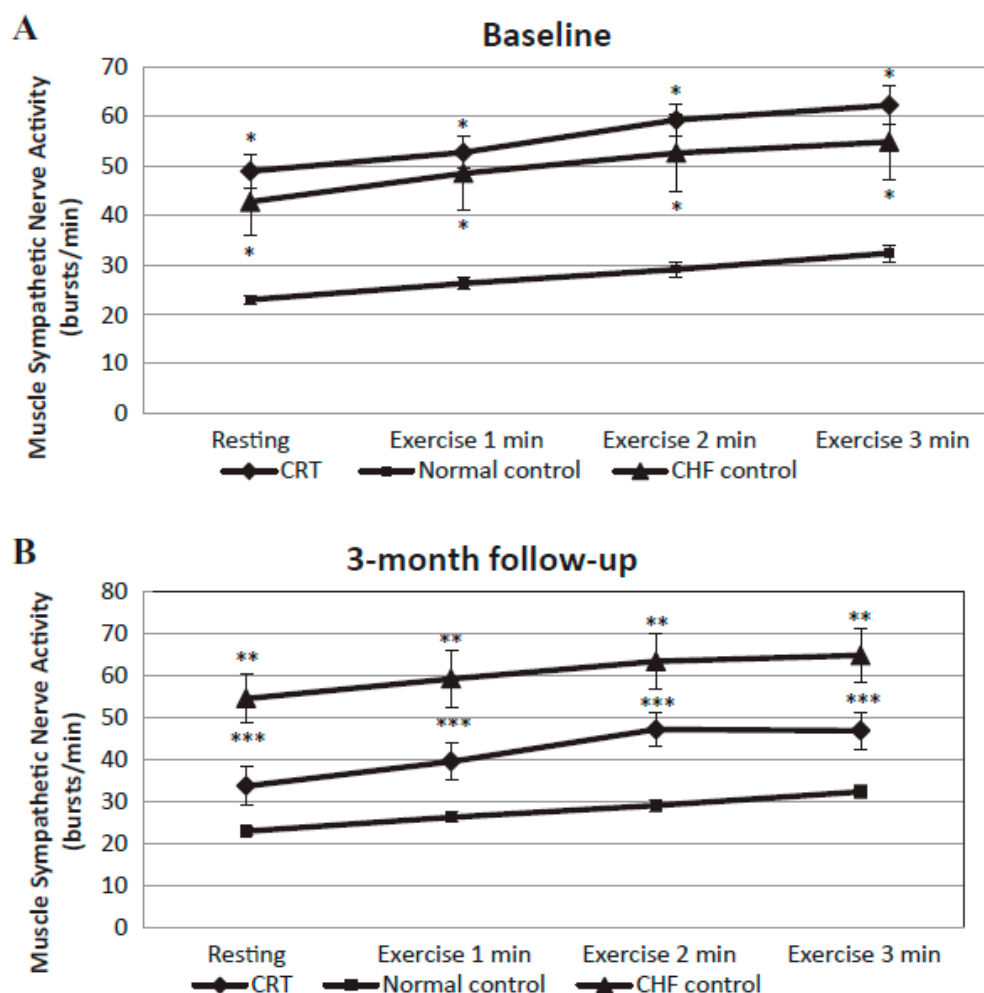 A
Baseline
Muscle Sympathetic Nerve Activity
(bursts/min)
70
60
50
40
30
20
10
0
*
*
*
*
*
*
*
*
Resting Exercise 1 min Exercise 2 min Exercise 3 min
CRT Normal control CHF control
B
3-month follow-up
Muscle Sympathetic Nerve Activity
(bursts/min)
80
70
60
50
40
30
20
10
0
**
**
**
**
***
***
***
***
Resting Exercise 1 min Exercise 2 min Exercise 3 min
CRT Normal control CHF control